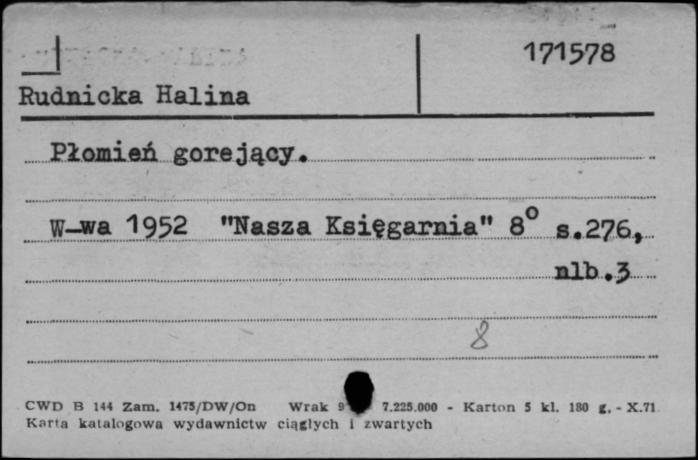 171578
Rudnicka Halina
Płomień gorejący.
W-wa 1952 "Nasza Księgarnia" 8° s.276,
nlb.3
8
CWD B 144 Zam. 1475/DW/On Wrak 7.225.000 - Karton 5 kl. 180 g. - X.71
Karta katalogowa wydawnictw ciągłych i zwartych